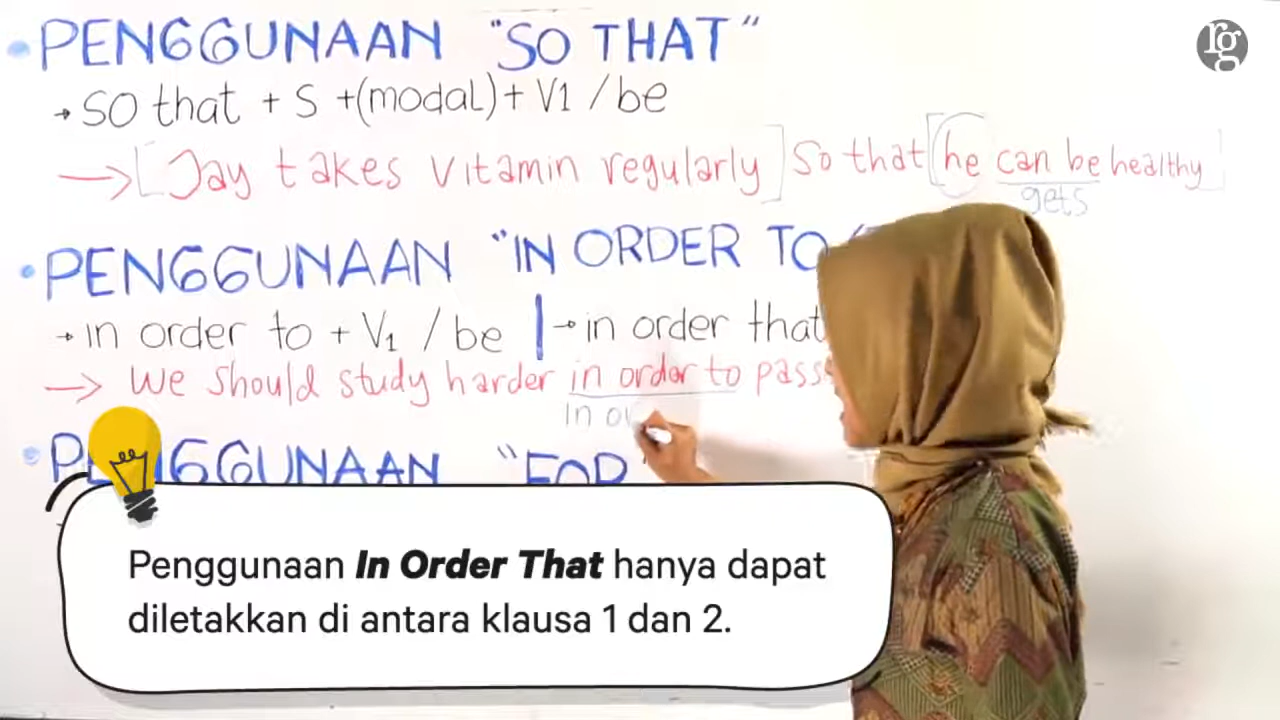 rg
• PENGGUNAAN "SO THAT"
→ SO that + S +(modal)+ V1 / be
→ [Jay takes vitamin regularly] So that [he can be healthy]
gets
• PENGGUNAAN "IN ORDER TO
→ in order to + V1 / be | → in order that
→ We should study harder in order to pass
in
• PENGGUNAAN "FOR"
Penggunaan In Order That hanya dapat
diletakkan di antara klausa 1 dan 2.